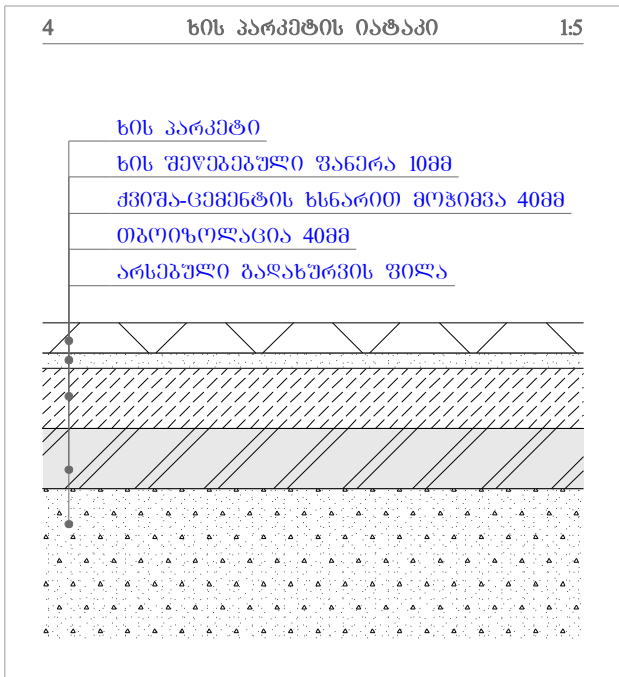 4 ხის პარკეტის იატაკი 1:5
ხის პარკეტი
ხის შეწებებული ფანერა 10მმ
ქვიშა-ცემენტის ხსნარით მოჭიმვა 40მმ
თბოიზოლაცია 40მმ
არსებული გადახურვის ფილა